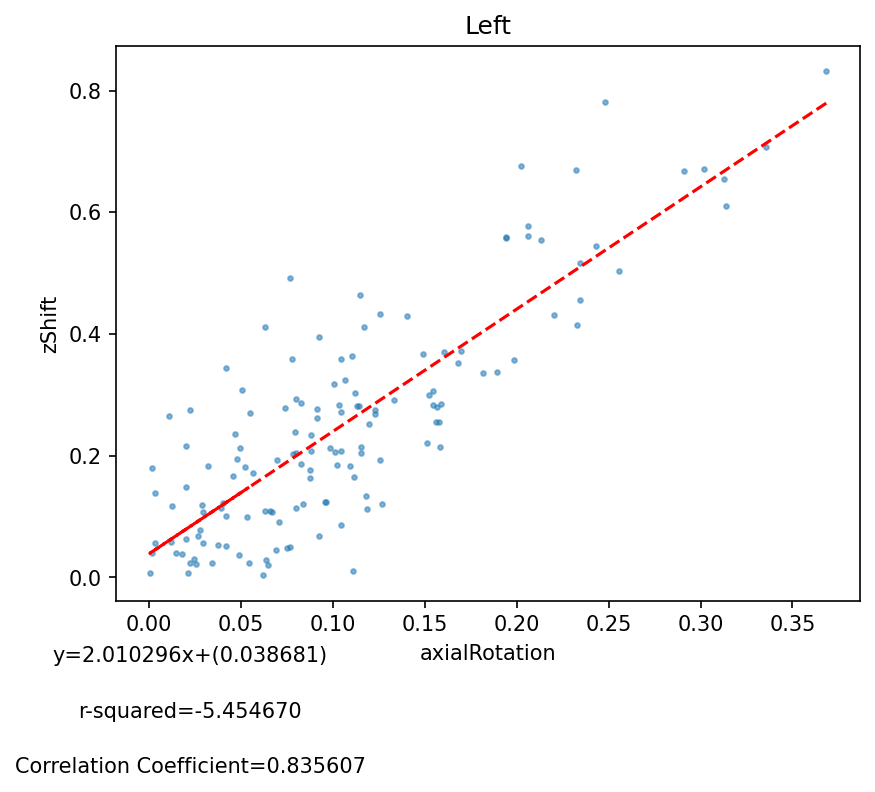 Left
zShift
0.8
0.6
0.4
0.2
0.0
0.00 0.05 0.10 0.15 0.20 0.25 0.30 0.35
axialRotation
y=2.010296x+(0.038681)
r-squared=-5.454670
Correlation Coefficient=0.835607